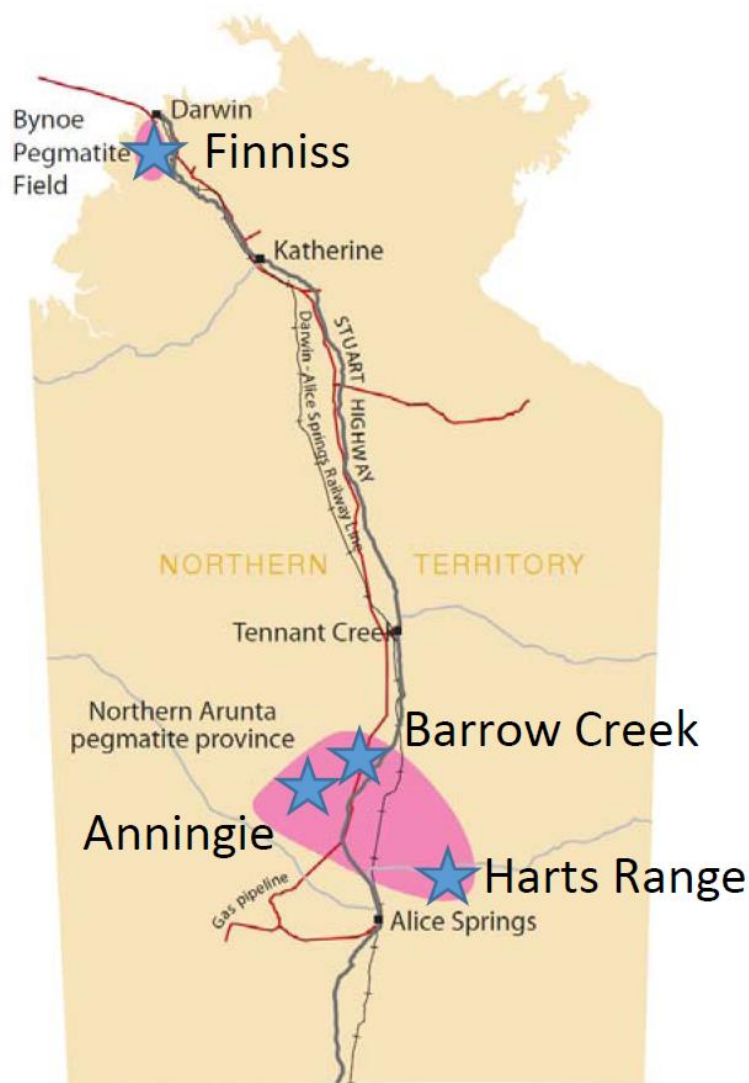 Darwin
Bynoe
Pegmatite
Field
Finniss
Katherine
STUART HIGHWAY
Darwin - Alice Springs Railway Line
NORTHERN TERRITORY
Tennant Creek
Northern Arunta
pegmatite province
Barrow Creek
Anningie
Harts Range
Gas pipeline
Alice Springs